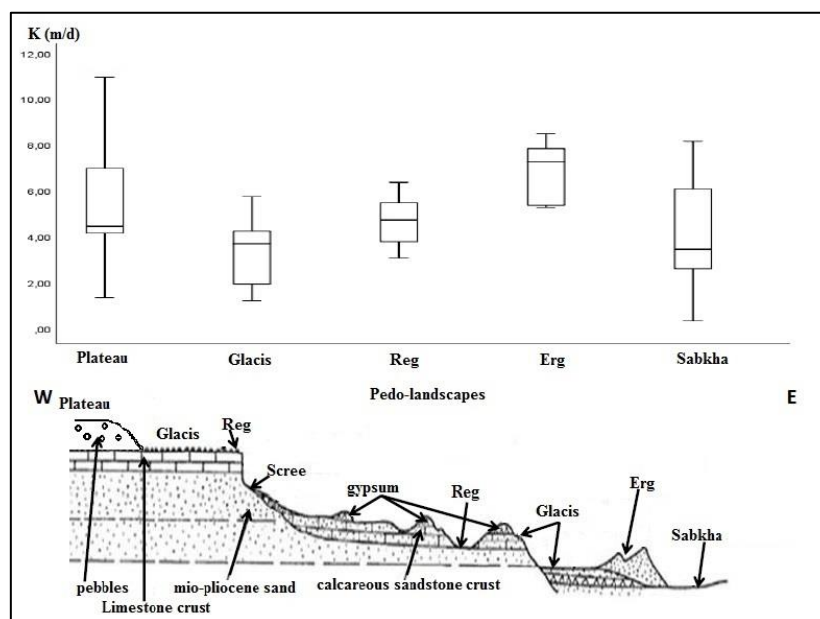 K (m/d)
12,00
10,00
8,00
6,00
4,00
2,00
,00
Plateau Glacis Reg Erg Sabkha
Pedo-landscapes
W E
Plateau
Glacis
Reg
Scree
gypsum
Reg
Glacis
Erg
Sabkha
pebbles
Limestone crust
mio-pliocene sand
calcareous sandstone crust